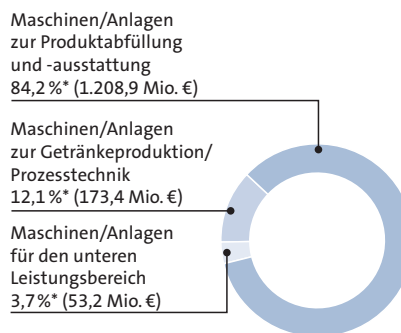 Maschinen/Anlagen
zur Produktabfüllung
und -ausstattung
84,2 %* (1.208,9 Mio. €)
Maschinen/Anlagen
zur Getränkeproduktion/
Prozesstechnik
12,1 %* (173,4 Mio. €)
Maschinen/Anlagen
für den unteren
Leistungsbereich
3,7 %* (53,2 Mio. €)